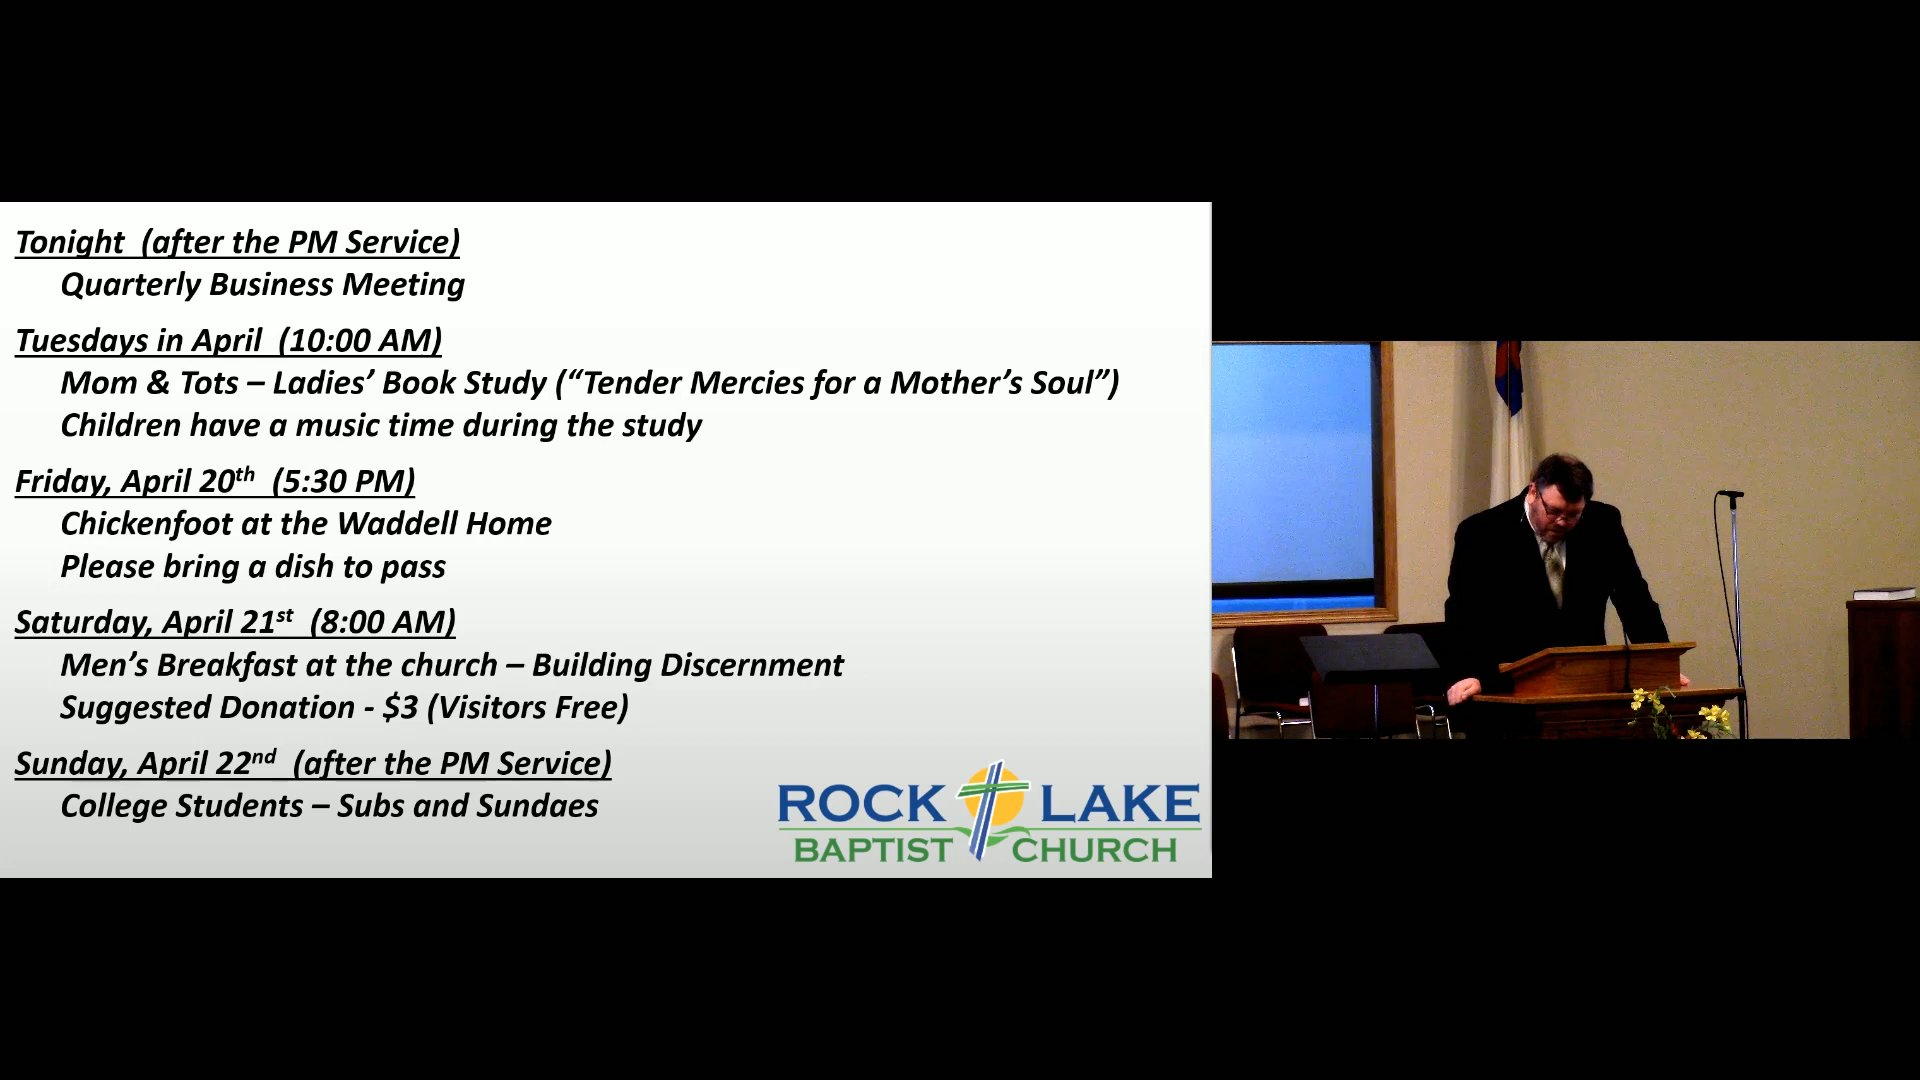 Tonight (after the PM Service)
Quarterly Business Meeting
Tuesdays in April (10:00 AM)
Mom & Tots – Ladies’ Book Study (“Tender Mercies for a Mother’s Soul”)
Children have a music time during the study
Friday, April 20th (5:30 PM)
Chickenfoot at the Waddell Home
Please bring a dish to pass
Saturday, April 21st (8:00 AM)
Men’s Breakfast at the church – Building Discernment
Suggested Donation - $3 (Visitors Free)
Sunday, April 22nd (after the PM Service)
College Students – Subs and Sundaes
ROCK LAKE
BAPTIST CHURCH